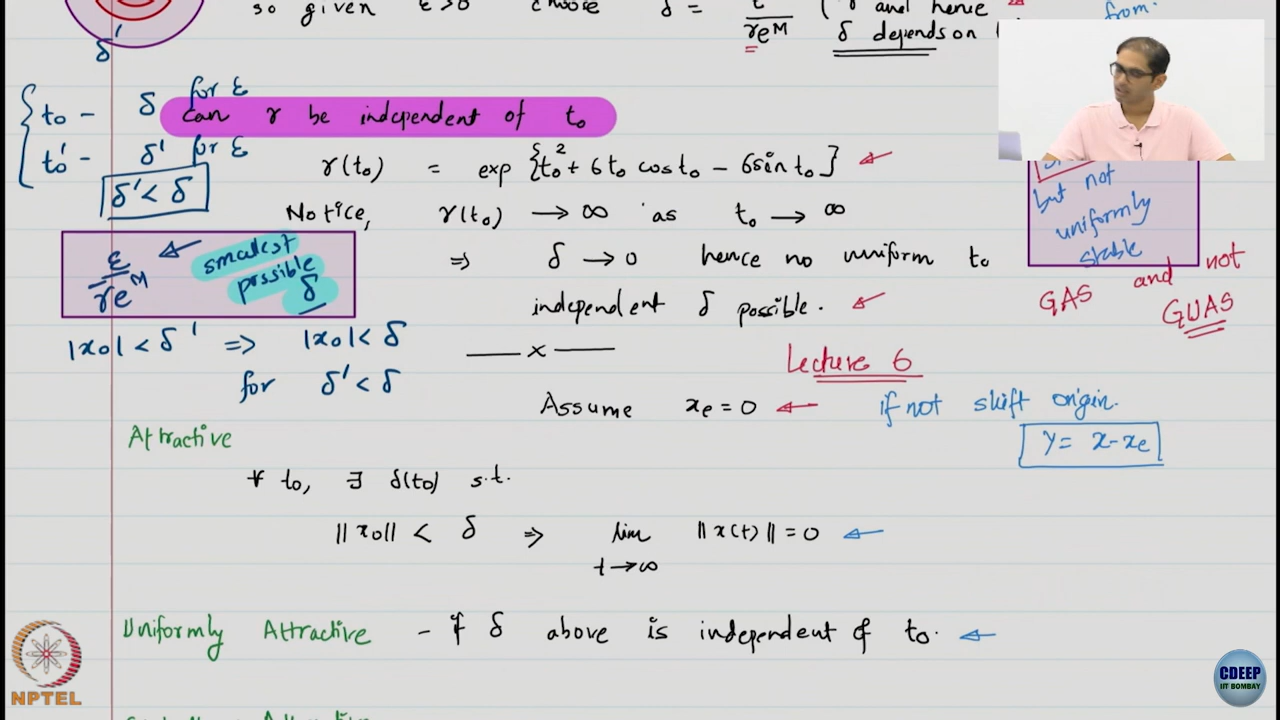 so given ε>0 choose δ = ε/(γe^M) (γ and hence
δ depends on
from.
δ'
{ t0 - δ for ε
t0' - δ' for ε
δ' < δ
Can γ be independent of t0
γ(t0) = exp {t0² + 6t0 cos t0 - 6 sin t0}
Notice, γ(t0) → ∞ as t0 → ∞
⇒ δ → 0 hence no uniform t0
independent δ possible.
but not
uniformly
stable
GAS and not
GUAS
ε/(γe^M) ← smallest
possible
δ
|x0| < δ' ⇒ |x0| < δ
for δ' < δ
—— x ——
Lecture 6
Assume xe = 0 ← if not shift origin.
y = x - xe
Attractive
∀ t0, ∃ δ(t0) s.t.
||x0|| < δ ⇒ lim t→∞ ||x(t)|| = 0
Uniformly Attractive - if δ above is independent of t0.
NPTEL
CDEEP
IIT BOMBAY